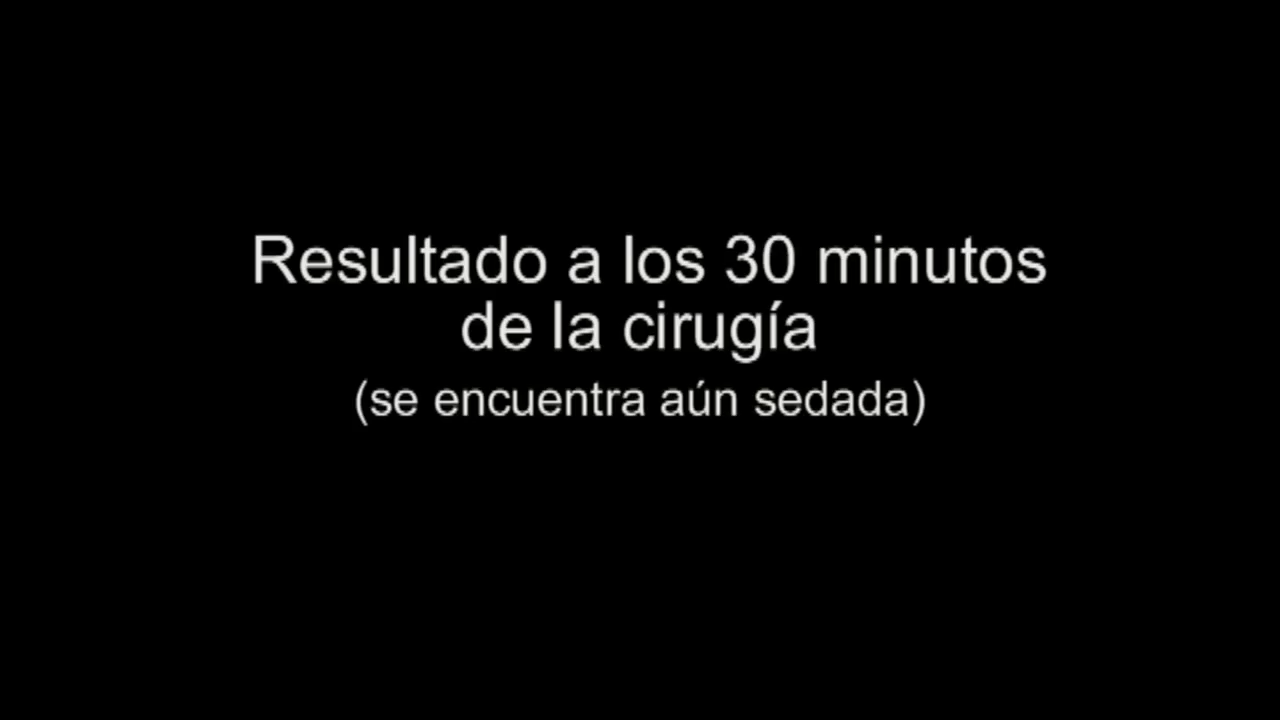 Resultado a los 30 minutos
de la cirugía
(se encuentra aún sedada)